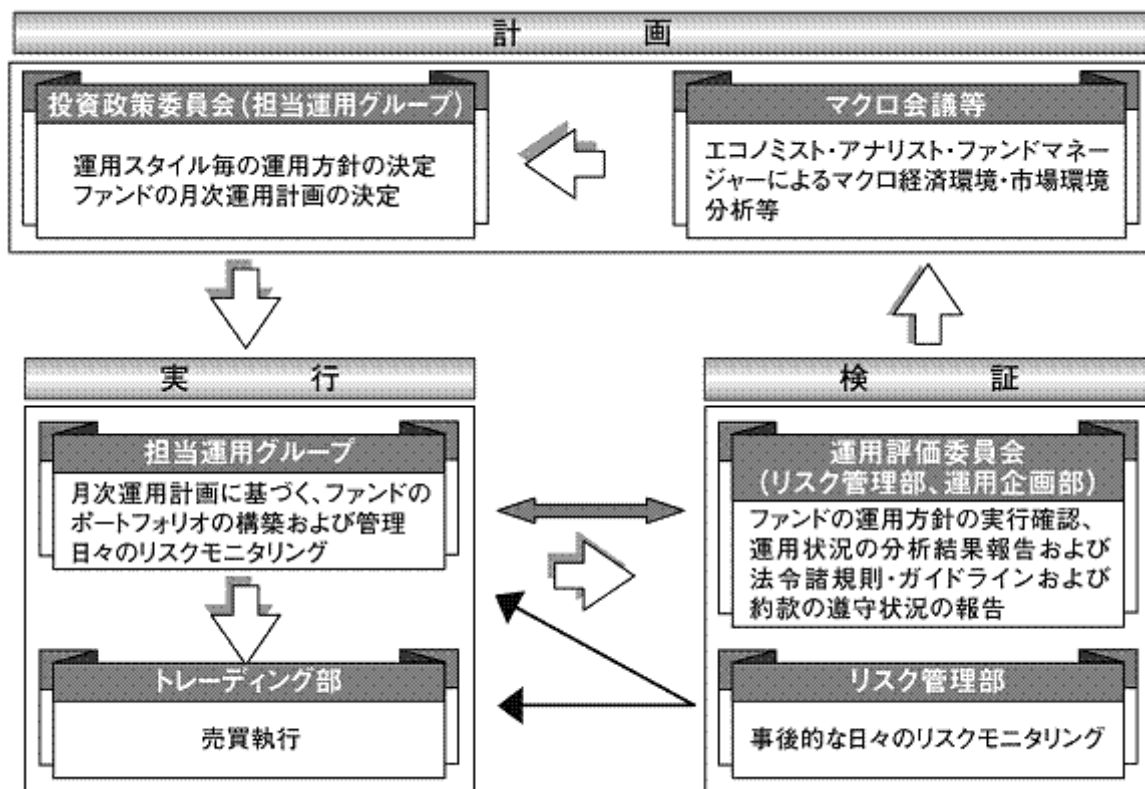 計画
投資政策委員会(担当運用グループ)
運用スタイル毎の運用方針の決定
ファンドの月次運用計画の決定
マクロ会議等
エコノミスト・アナリスト・ファンドマネー
ジャーによるマクロ経済環境・市場環境
分析等
実行
担当運用グループ
月次運用計画に基づく、ファンドの
ポートフォリオの構築および管理
日々のリスクモニタリング
トレーディング部
売買執行
検証
運用評価委員会
(リスク管理部、運用企画部)
ファンドの運用方針の実行確認、
運用状況の分析結果報告および
法令諸規則・ガイドラインおよび
約款の遵守状況の報告
リスク管理部
事後的な日々のリスクモニタリング